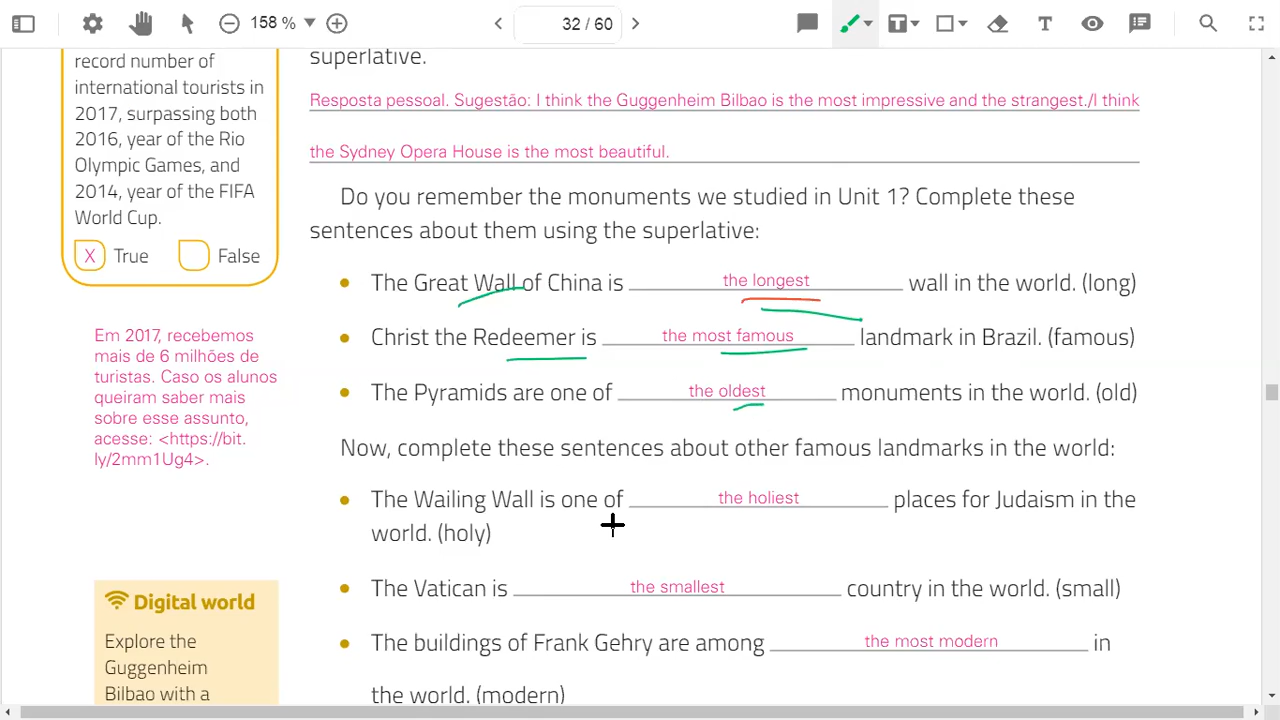 158 %
32 / 60
record number of
international tourists in
2017, surpassing both
2016, year of the Rio
Olympic Games, and
2014, year of the FIFA
World Cup.
X True False
Em 2017, recebemos
mais de 6 milhões de
turistas. Caso os alunos
queiram saber mais
sobre esse assunto,
acesse: <https://bit.
ly/2mm1Ug4>.
Digital world
Explore the
Guggenheim
Bilbao with a
superlative.
Resposta pessoal. Sugestão: I think the Guggenheim Bilbao is the most impressive and the strangest./I think
the Sydney Opera House is the most beautiful.
Do you remember the monuments we studied in Unit 1? Complete these
sentences about them using the superlative:
• The Great Wall of China is the longest wall in the world. (long)
• Christ the Redeemer is the most famous landmark in Brazil. (famous)
• The Pyramids are one of the oldest monuments in the world. (old)
Now, complete these sentences about other famous landmarks in the world:
• The Wailing Wall is one of the holiest places for Judaism in the
world. (holy)
• The Vatican is the smallest country in the world. (small)
• The buildings of Frank Gehry are among the most modern in
the world. (modern)